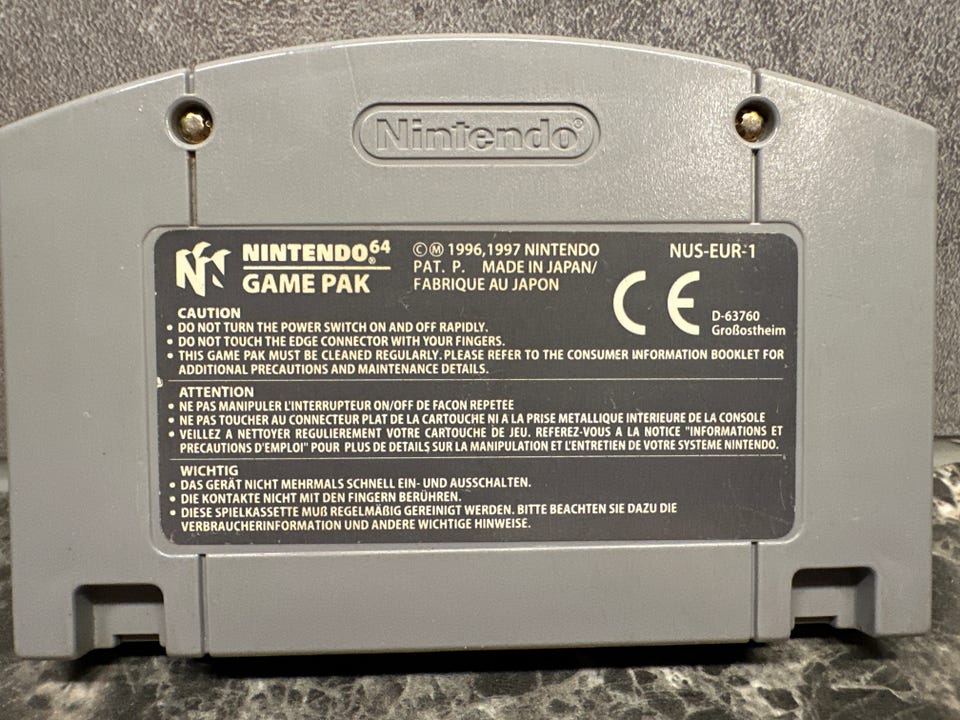 Nintendo®
NINTENDO®64
GAME PAK
©Ⓜ 1996,1997 NINTENDO
PAT. P. MADE IN JAPAN/
FABRIQUE AU JAPON
NUS-EUR-1
CE
D-63760
Großostheim
CAUTION
• DO NOT TURN THE POWER SWITCH ON AND OFF RAPIDLY.
• DO NOT TOUCH THE EDGE CONNECTOR WITH YOUR FINGERS.
• THIS GAME PAK MUST BE CLEANED REGULARLY. PLEASE REFER TO THE CONSUMER INFORMATION BOOKLET FOR
ADDITIONAL PRECAUTIONS AND MAINTENANCE DETAILS.
ATTENTION
• NE PAS MANIPULER L'INTERRUPTEUR ON/OFF DE FACON REPETEE
• NE PAS TOUCHER AU CONNECTEUR PLAT DE LA CARTOUCHE NI A LA PRISE METALLIQUE INTERIEURE DE LA CONSOLE
• VEILLEZ A NETTOYER REGULIEREMENT VOTRE CARTOUCHE DE JEU. REFEREZ-VOUS A LA NOTICE "INFORMATIONS ET
PRECAUTIONS D'EMPLOI" POUR PLUS DE DETAILS SUR LA MANIPULATION ET L'ENTRETIEN DE VOTRE SYSTEME NINTENDO.
WICHTIG
• DAS GERÄT NICHT MEHRMALS SCHNELL EIN- UND AUSSCHALTEN.
• DIE KONTAKTE NICHT MIT DEN FINGERN BERÜHREN.
• DIESE SPIELKASSETTE MUß REGELMÄßIG GEREINIGT WERDEN. BITTE BEACHTEN SIE DAZU DIE
VERBRAUCHERINFORMATION UND ANDERE WICHTIGE HINWEISE.